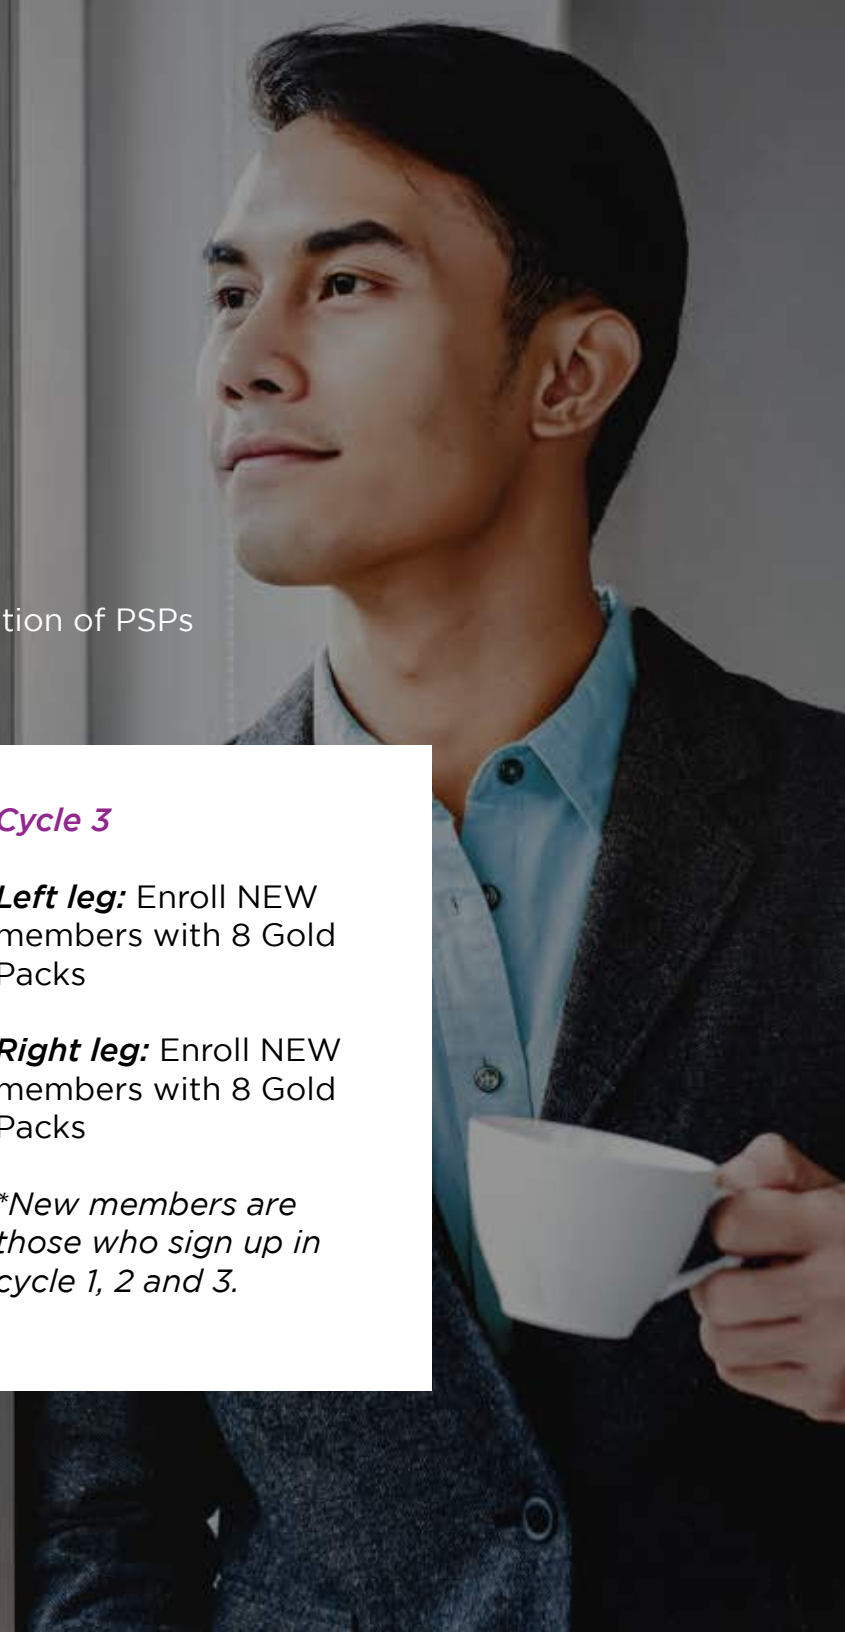 tion of PSPs
Cycle 3
Left leg: Enroll NEW
members with 8 Gold
Packs
Right leg: Enroll NEW
members with 8 Gold
Packs
*New members are
those who sign up in
cycle 1, 2 and 3.